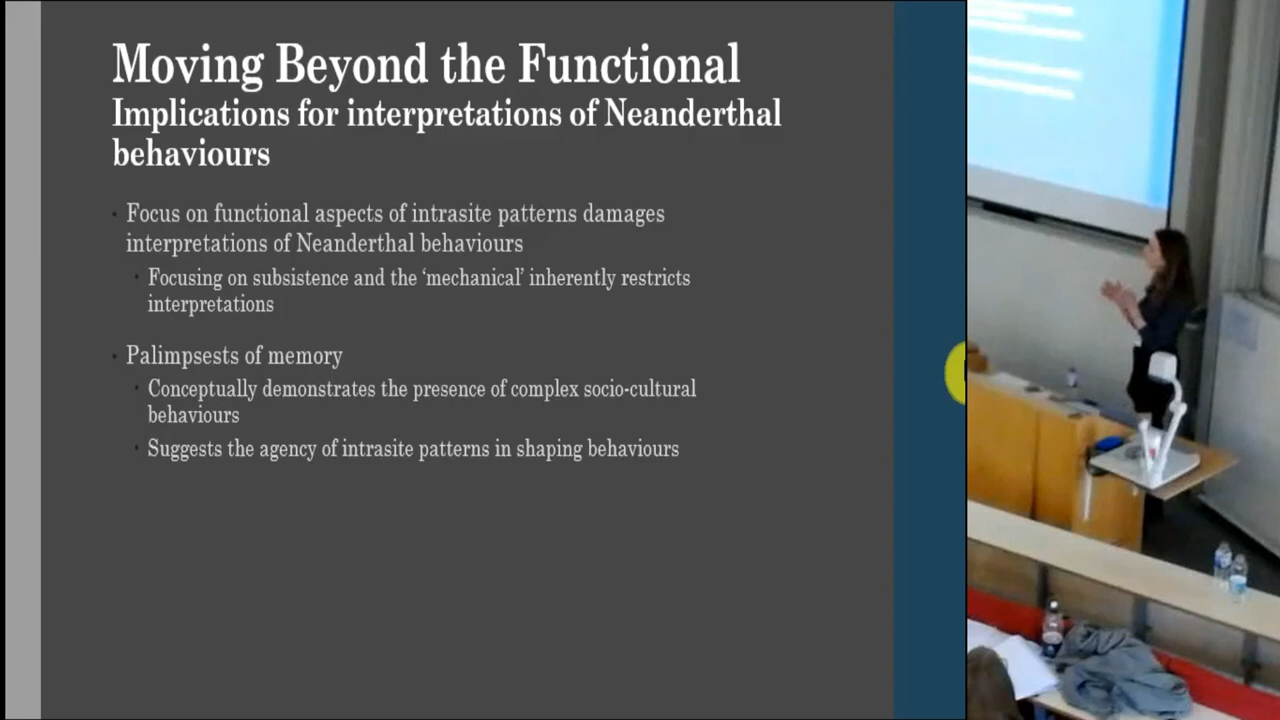 Moving Beyond the Functional
Implications for interpretations of Neanderthal
behaviours
Focus on functional aspects of intrasite patterns damages
interpretations of Neanderthal behaviours
Focusing on subsistence and the ‘mechanical’ inherently restricts
interpretations
Palimpsests of memory
Conceptually demonstrates the presence of complex socio-cultural
behaviours
Suggests the agency of intrasite patterns in shaping behaviours